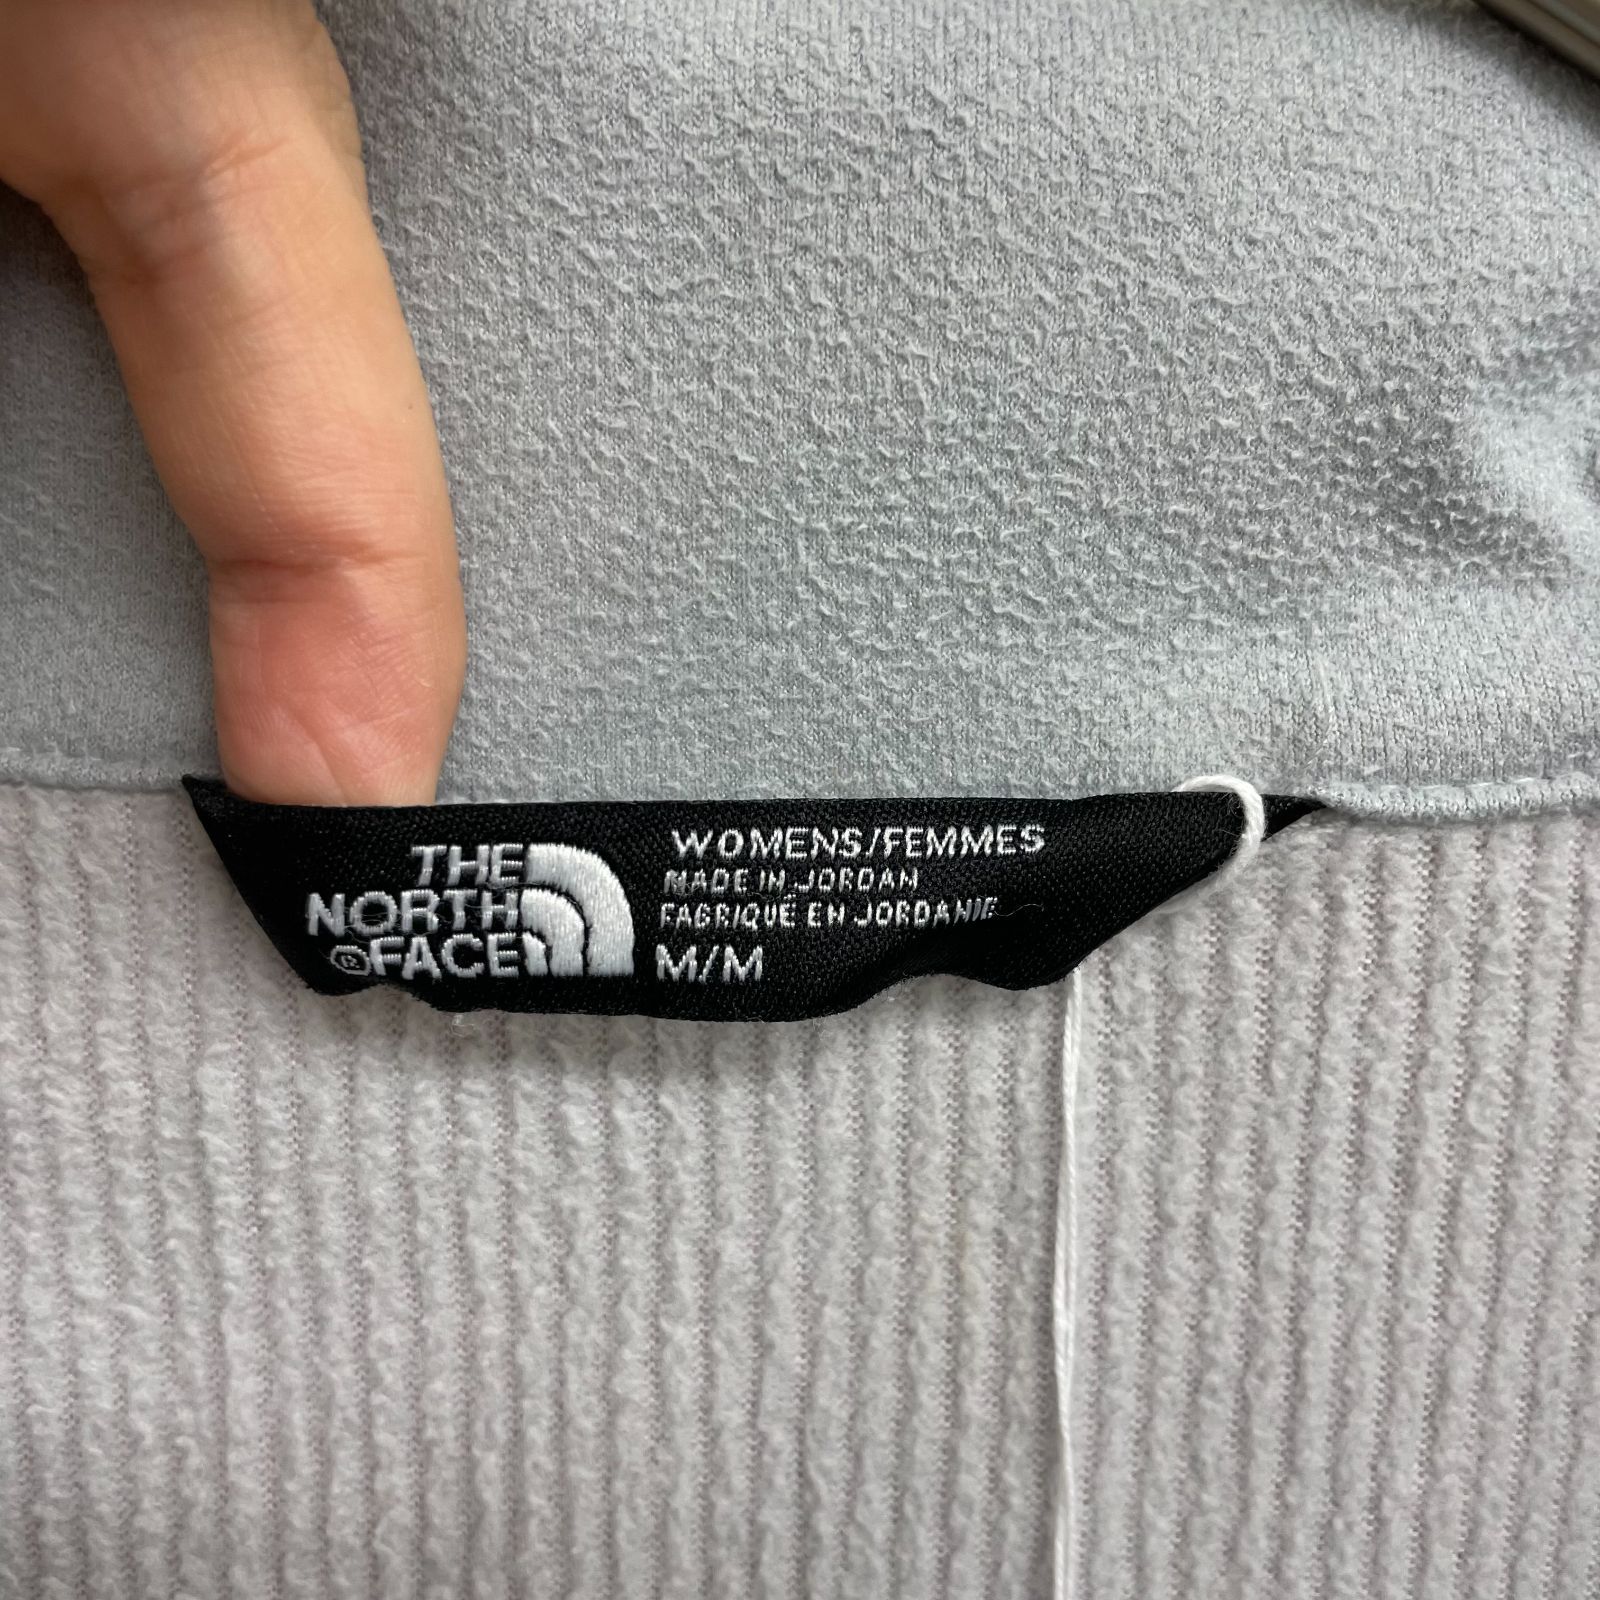 THE
NORTH
®FACE
WOMENS/FEMMES
MADE IN JORDAN
FABRIQUÉ EN JORDANIE
M/M